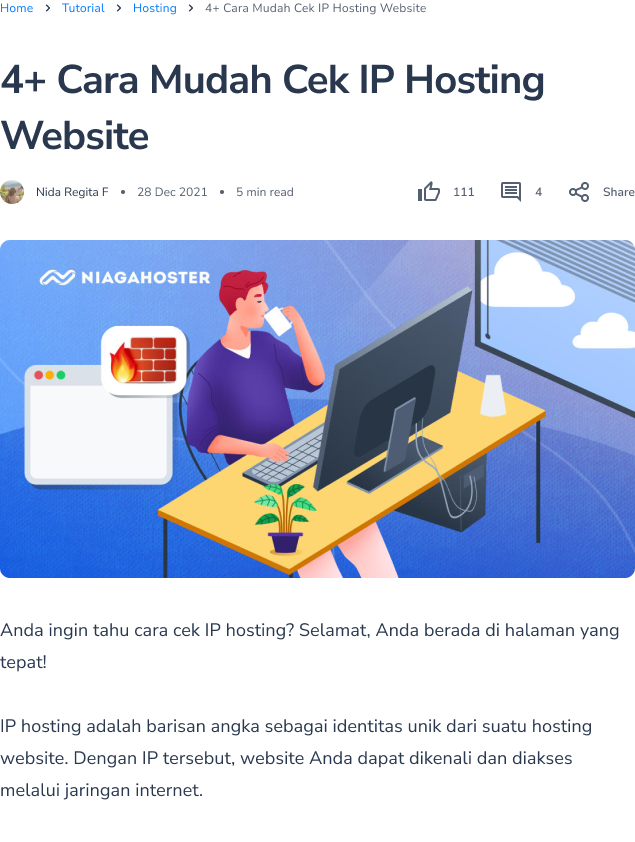 Home > Tutorial > Hosting > 4+ Cara Mudah Cek IP Hosting Website
4+ Cara Mudah Cek IP Hosting
Website
Nida Regita F • 28 Dec 2021 • 5 min read 111 4 Share
NIAGAHOSTER
Anda ingin tahu cara cek IP hosting? Selamat, Anda berada di halaman yang
tepat!
IP hosting adalah barisan angka sebagai identitas unik dari suatu hosting
website. Dengan IP tersebut, website Anda dapat dikenali dan diakses
melalui jaringan internet.